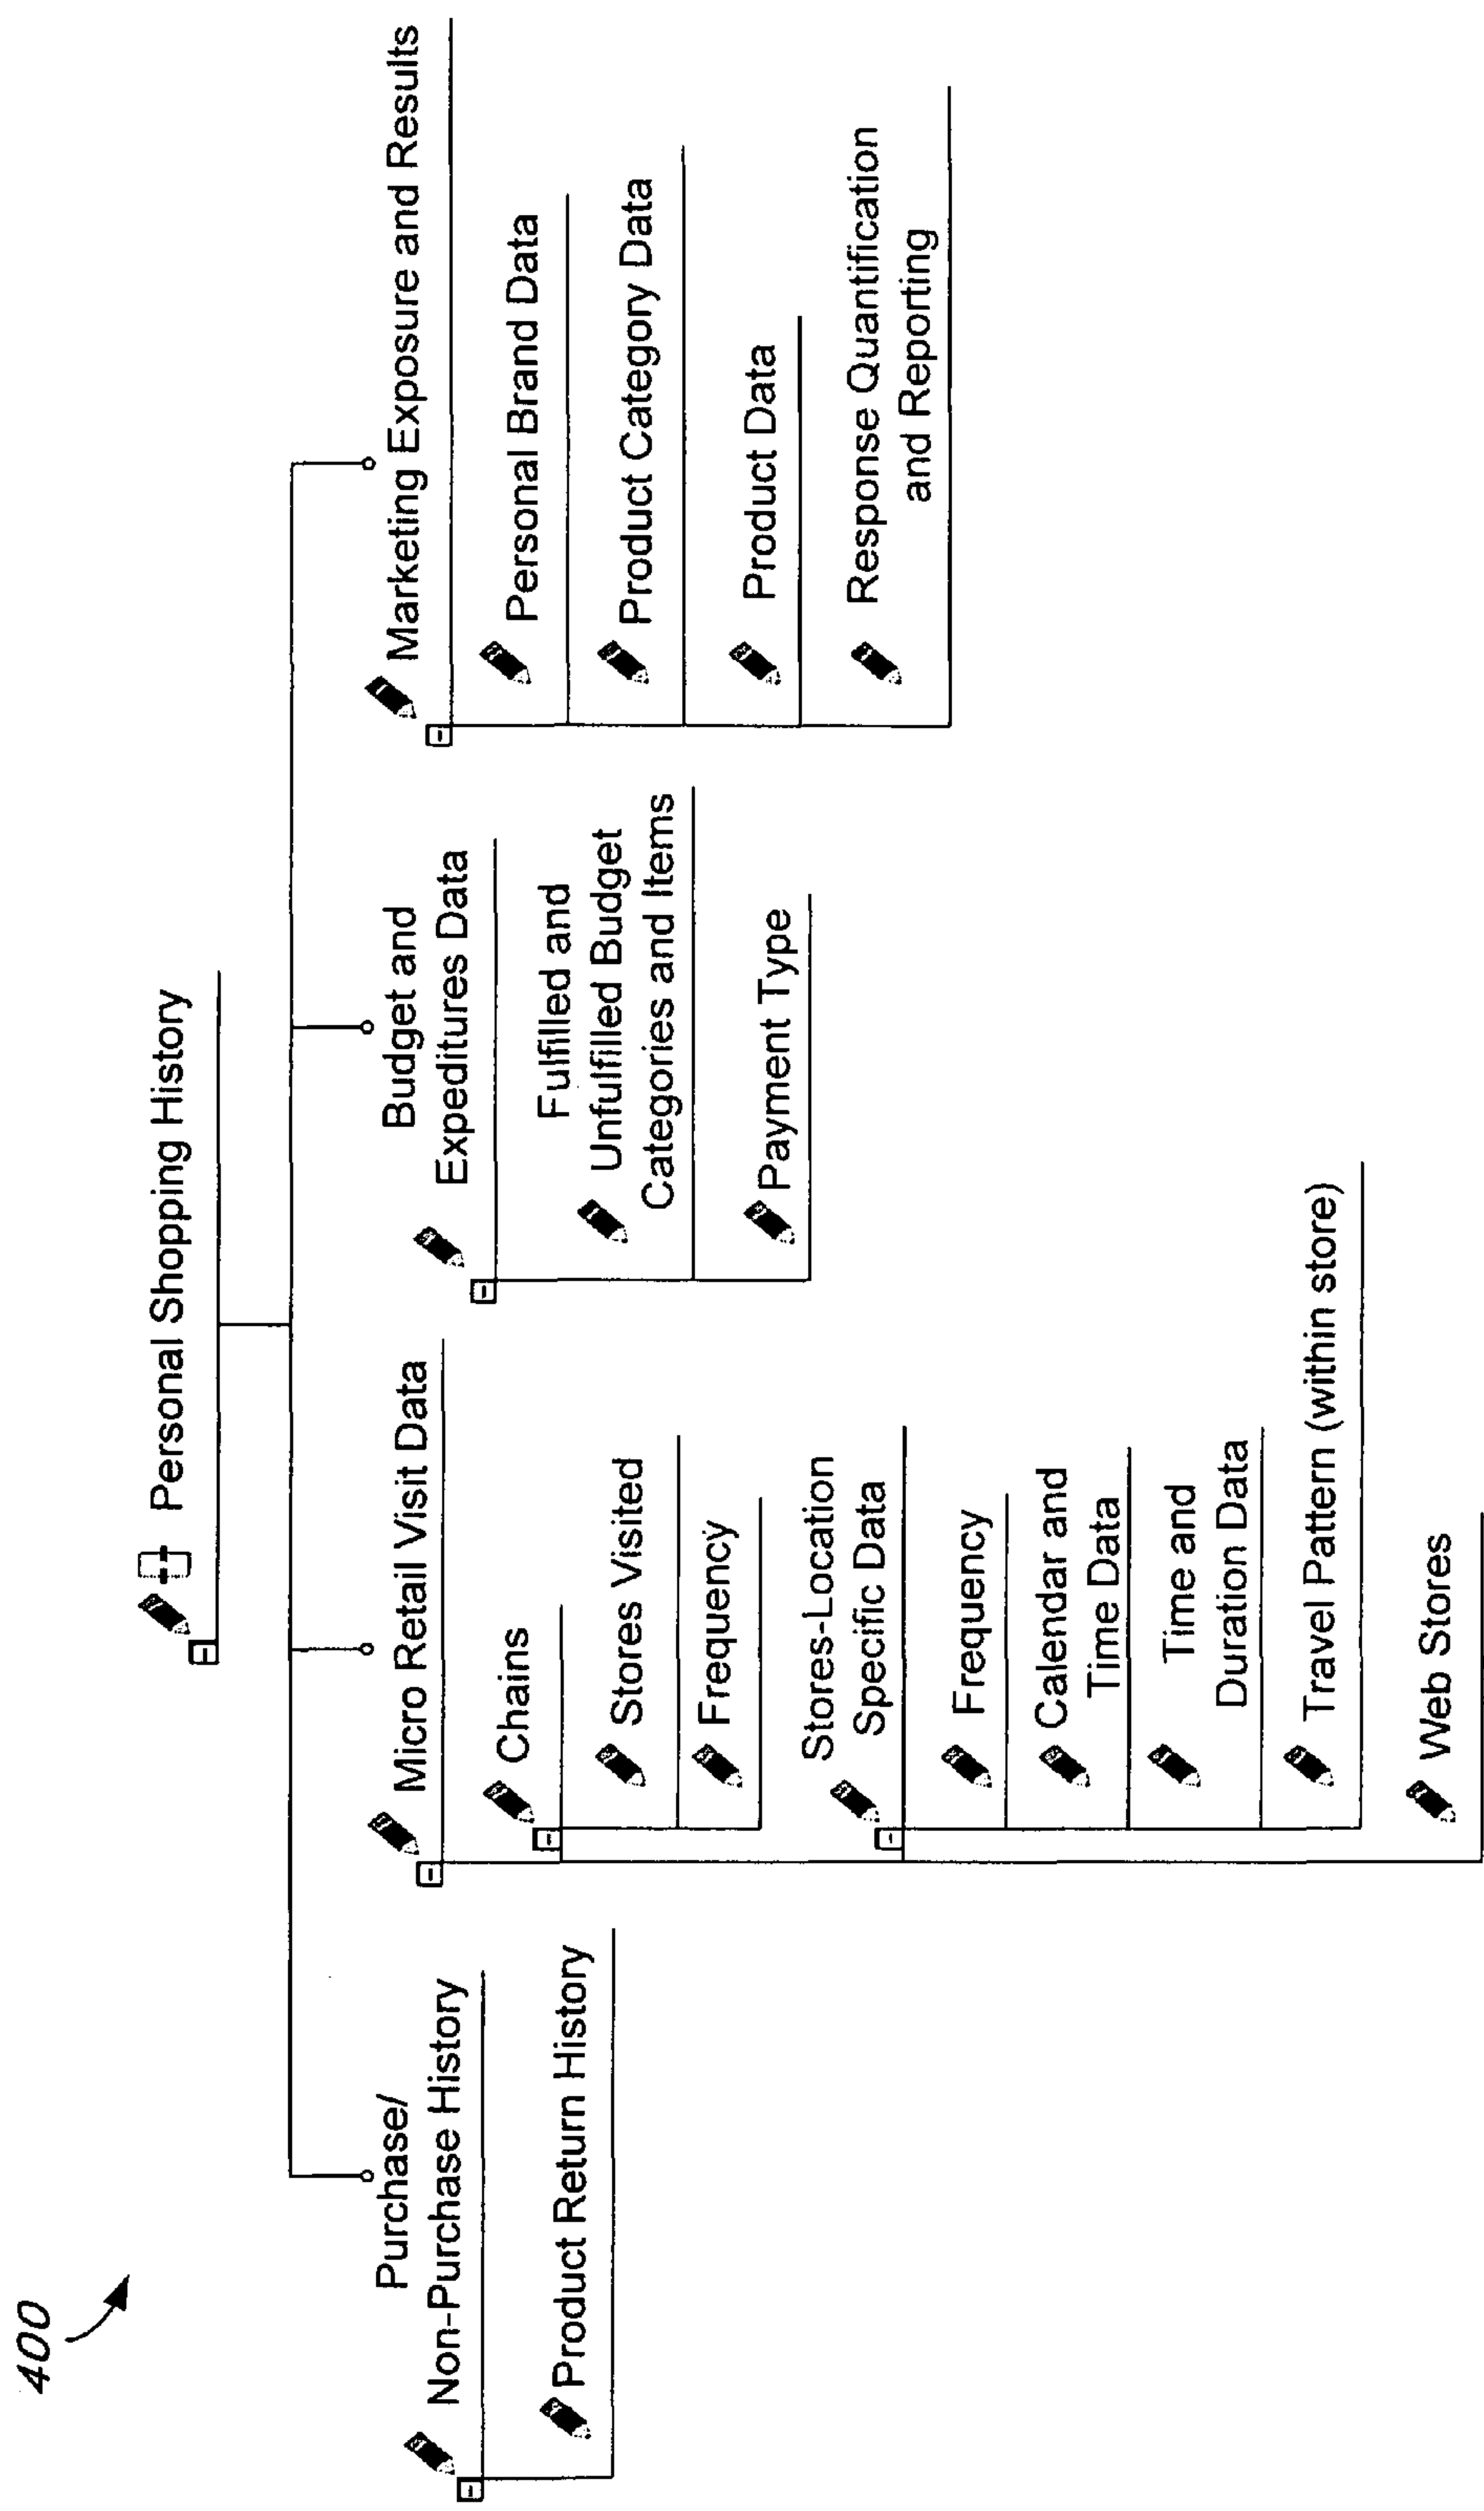 400
Personal Shopping History
Purchase/
Non-Purchase History
Product Return History
Micro Retail Visit Data
Chains
Stores Visited
Frequency
Stores-Location
Specific Data
Frequency
Calendar and
Time Data
Time and
Duration Data
Travel Pattern (within store)
Web Stores
Budget and
Expeditures Data
Fulfilled and
Unfulfilled Budget
Categories and Items
Payment Type
Marketing Exposure and Results
Personal Brand Data
Product Category Data
Product Data
Response Quantification
and Reporting